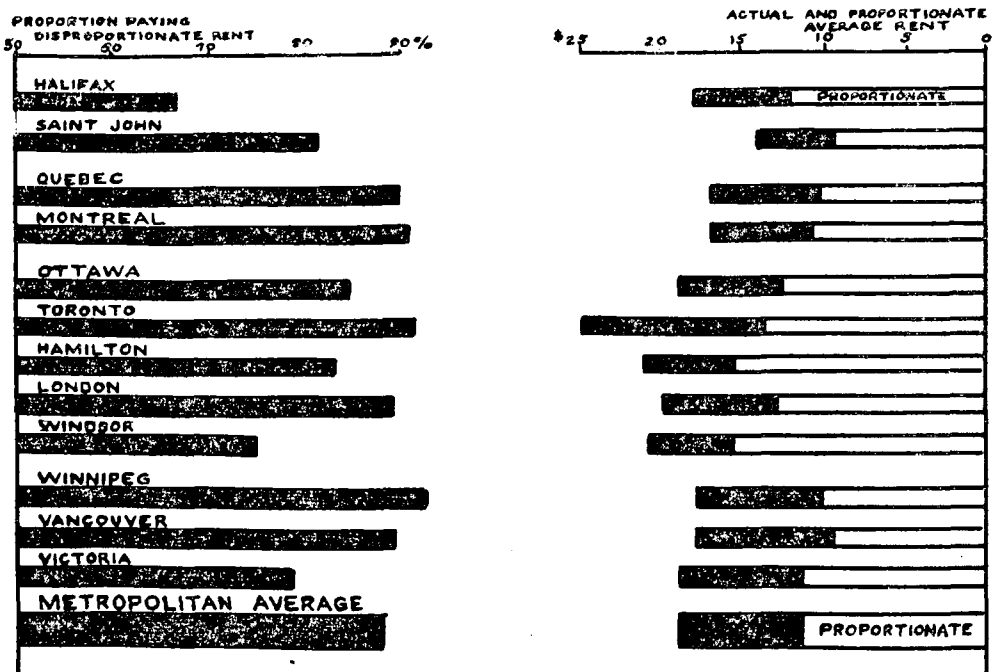 PROPORTION PAYING
DISPROPORTIONATE RENT
50 60 70 80 90%
ACTUAL AND PROPORTIONATE
AVERAGE RENT
$25 20 15 10 5 0
HALIFAX
PROPORTIONATE
SAINT JOHN
QUEBEC
MONTREAL
OTTAWA
TORONTO
HAMILTON
LONDON
WINDSOR
WINNIPEG
VANCOUVER
VICTORIA
METROPOLITAN AVERAGE
PROPORTIONATE